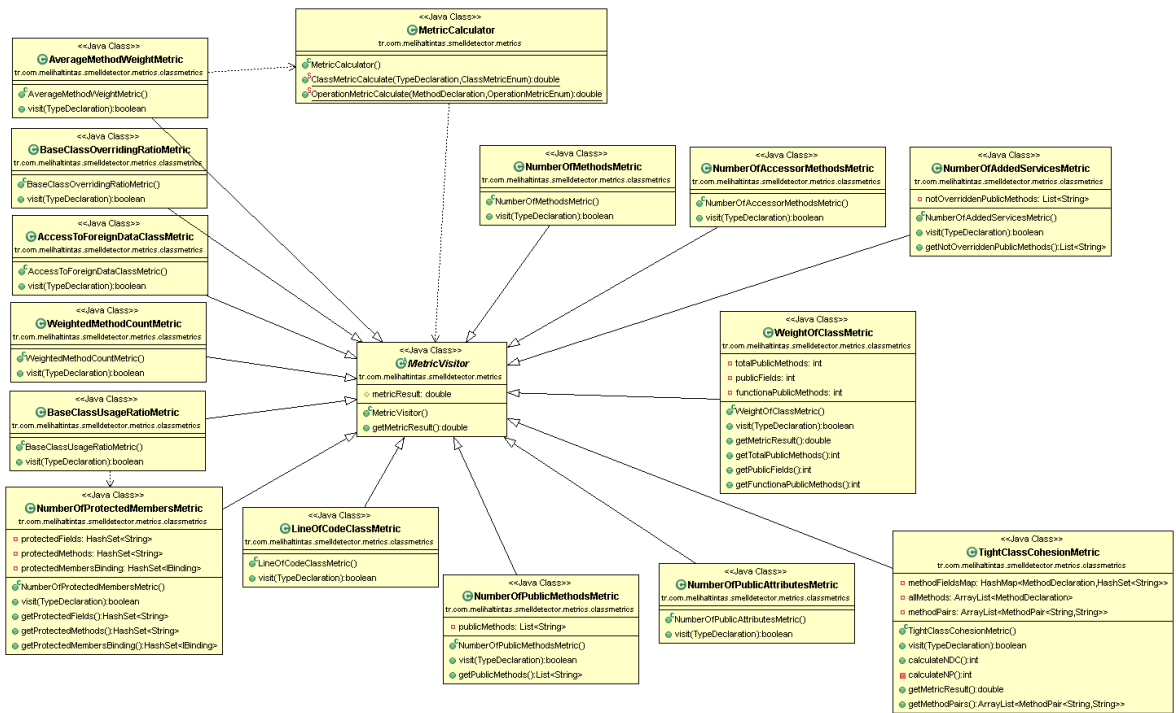 <<Java Class>>
MetricCalculator
tr.com.melihaltintas.smelldetector.metrics
MetricCalculator()
ClassMetricCalculate(TypeDeclaration,ClassMetricEnum):double
OperationMetricCalculate(MethodDeclaration,OperationMetricEnum):double
<<Java Class>>
AverageMethodWeightMetric
tr.com.melihaltintas.smelldetector.metrics.classmetrics
AverageMethodWeightMetric()
visit(TypeDeclaration):boolean
<<Java Class>>
BaseClassOverridingRatioMetric
tr.com.melihaltintas.smelldetector.metrics.classmetrics
BaseClassOverridingRatioMetric()
visit(TypeDeclaration):boolean
<<Java Class>>
AccessToForeignDataClassMetric
tr.com.melihaltintas.smelldetector.metrics.classmetrics
AccessToForeignDataClassMetric()
visit(TypeDeclaration):boolean
<<Java Class>>
WeightedMethodCountMetric
tr.com.melihaltintas.smelldetector.metrics.classmetrics
WeightedMethodCountMetric()
visit(TypeDeclaration):boolean
<<Java Class>>
BaseClassUsageRatioMetric
tr.com.melihaltintas.smelldetector.metrics.classmetrics
BaseClassUsageRatioMetric()
visit(TypeDeclaration):boolean
<<Java Class>>
NumberOfProtectedMembersMetric
tr.com.melihaltintas.smelldetector.metrics.classmetrics
protectedFields: HashSet<String>
protectedMethods: HashSet<String>
protectedMembersBinding: HashSet<IBinding>
NumberOfProtectedMembersMetric()
visit(TypeDeclaration):boolean
getProtectedFields():HashSet<String>
getProtectedMethods():HashSet<String>
getProtectedMembersBinding():HashSet<IBinding>
<<Java Class>>
NumberOfMethodsMetric
tr.com.melihaltintas.smelldetector.metrics.classmetrics
NumberOfMethodsMetric()
visit(TypeDeclaration):boolean
<<Java Class>>
NumberOfAccessorMethodsMetric
tr.com.melihaltintas.smelldetector.metrics.classmetrics
NumberOfAccessorMethodsMetric()
visit(TypeDeclaration):boolean
<<Java Class>>
NumberOfAddedServicesMetric
tr.com.melihaltintas.smelldetector.metrics.classmetrics
notOverriddenPublicMethods: List<String>
NumberOfAddedServicesMetric()
visit(TypeDeclaration):boolean
getNotOverriddenPublicMethods():List<String>
<<Java Class>>
MetricVisitor
tr.com.melihaltintas.smelldetector.metrics
metricResult: double
MetricVisitor()
getMetricResult():double
<<Java Class>>
WeightOfClassMetric
tr.com.melihaltintas.smelldetector.metrics.classmetrics
totalPublicMethods: int
publicFields: int
functionaPublicMethods: int
WeightOfClassMetric()
visit(TypeDeclaration):boolean
getMetricResult():double
getTotalPublicMethods():int
getPublicFields():int
getFunctionaPublicMethods():int
<<Java Class>>
LineOfCodeClassMetric
tr.com.melihaltintas.smelldetector.metrics.classmetrics
LineOfCodeClassMetric()
visit(TypeDeclaration):boolean
<<Java Class>>
NumberOfPublicMethodsMetric
tr.com.melihaltintas.smelldetector.metrics.classmetrics
publicMethods: List<String>
NumberOfPublicMethodsMetric()
visit(TypeDeclaration):boolean
getPublicMethods():List<String>
<<Java Class>>
NumberOfPublicAttributesMetric
tr.com.melihaltintas.smelldetector.metrics.classmetrics
NumberOfPublicAttributesMetric()
visit(TypeDeclaration):boolean
<<Java Class>>
TightClassCohesionMetric
tr.com.melihaltintas.smelldetector.metrics.classmetrics
methodFieldsMap: HashMap<MethodDeclaration,HashSet<String>>
allMethods: ArrayList<MethodDeclaration>
methodPairs: ArrayList<MethodPair<String,String>>
TightClassCohesionMetric()
visit(TypeDeclaration):boolean
calculateNDC():int
calculateNP():int
getMetricResult():double
getMethodPairs():ArrayList<MethodPair<String,String>>